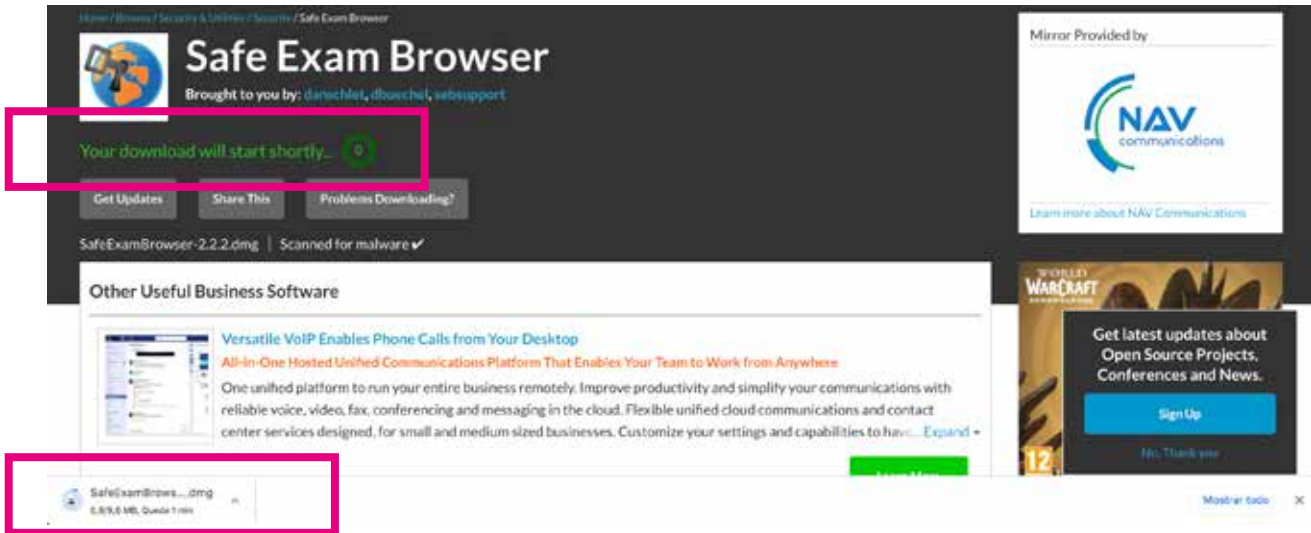 Home / Browse / Security & Utilities / Security / Safe Exam Browser
Safe Exam Browser
Brought to you by: danschlet, dbuechel, sebsupport
Your download will start shortly... 0
Get Updates
Share This
Problems Downloading?
SafeExamBrowser-2.2.2.dmg | Scanned for malware ✔
Mirror Provided by
NAV
communications
Learn more about NAV Communications
Other Useful Business Software
Versatile VoIP Enables Phone Calls from Your Desktop
All-in-One Hosted Unified Communications Platform That Enables Your Team to Work from Anywhere
One unified platform to run your entire business remotely. Improve productivity and simplify your communications with
reliable voice, video, fax, conferencing and messaging in the cloud. Flexible unified cloud communications and contact
center services designed, for small and medium sized businesses. Customize your settings and capabilities to have... Expand
WORLD
WARCRAFT
Get latest updates about
Open Source Projects,
Conferences and News.
Sign Up
No, Thank you
12
SafeExamBrows....dmg
MB, Queda 1 min
Mostrar todo